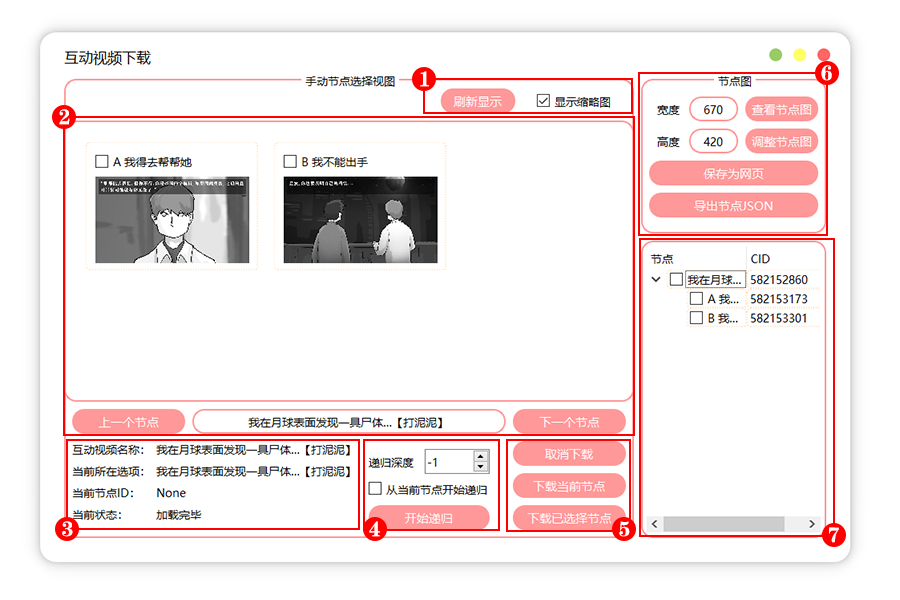 互动视频下载
手动节点选择视图
1
刷新显示
显示缩略图
2
A 我得去帮帮她
B 我不能出手
上一个节点
我在月球表面发现一具尸体...【打泥泥】
下一个节点
互动视频名称： 我在月球表面发现一具尸体...【打泥泥】
当前所在选项： 我在月球表面发现一具尸体...【打泥泥】
当前节点ID： None
当前状态： 加载完毕
3
递归深度 -1
从当前节点开始递归
开始递归
4
取消下载
下载当前节点
下载已选择节点
5
节点图
6
宽度 670 查看节点图
高度 420 调整节点图
保存为网页
导出节点JSON
节点 CID
我在月球... 582152860
A 我... 582153173
B 我... 582153301
7